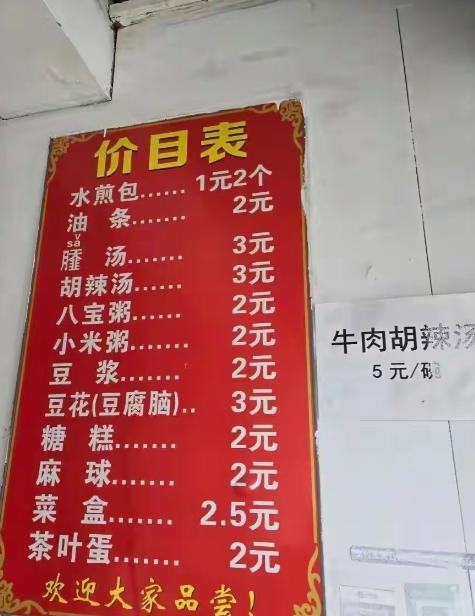 价目表
水煎包......1元2个
油 条.......2元
sǎ
䐹 汤.......3元
胡辣汤......3元
八宝粥......2元
小米粥.......2元
豆 浆.......2元
豆花(豆腐脑)..3元
糖 糕.......2元
麻 球.......2元
菜 盒.......2.5元
茶叶蛋.......2元
欢迎大家品尝!
牛肉胡辣汤
5元/碗